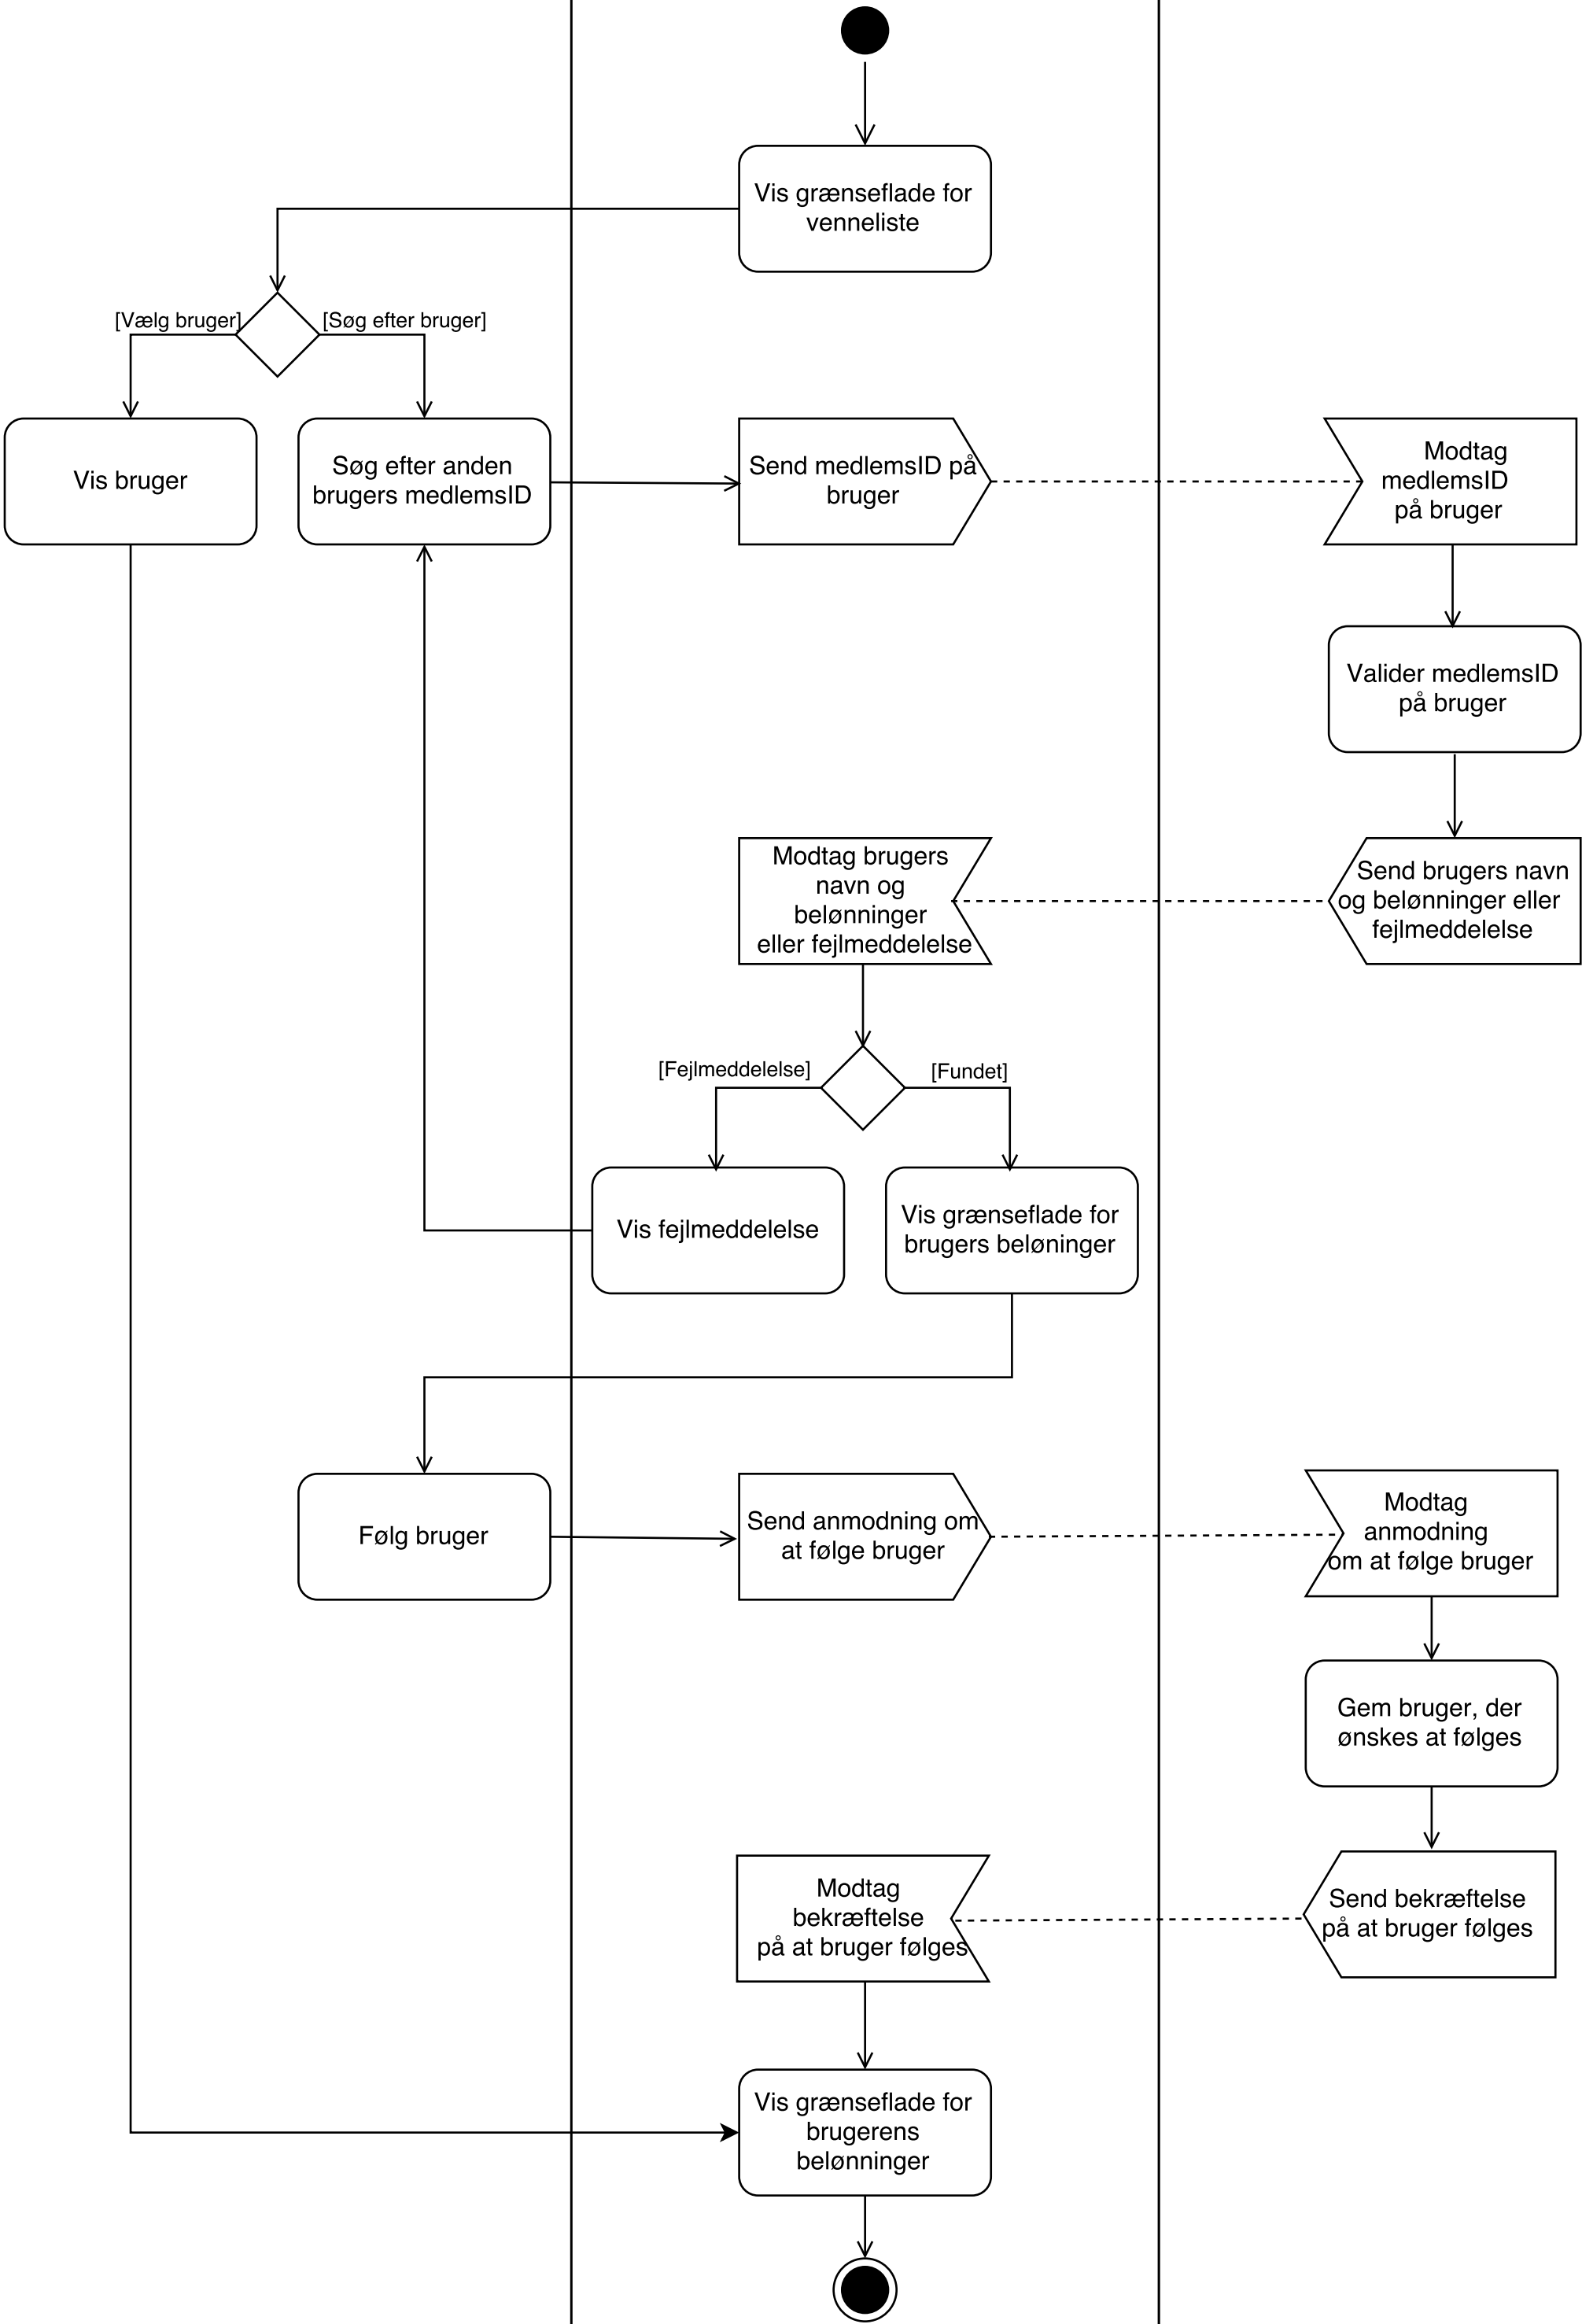 Vis grænseflade for
venneliste
[Vælg bruger]
[Søg efter bruger]
Vis bruger
Søg efter anden
brugers medlemsID
Send medlemsID på
bruger
Modtag
medlemsID
på bruger
Valider medlemsID
på bruger
Send brugers navn
og belønninger eller
fejlmeddelelse
Modtag brugers
navn og
belønninger
eller fejlmeddelelse
[Fejlmeddelelse]
[Fundet]
Vis fejlmeddelelse
Vis grænseflade for
brugers beløninger
Følg bruger
Send anmodning om
at følge bruger
Modtag
anmodning
om at følge bruger
Gem bruger, der
ønskes at følges
Send bekræftelse
på at bruger følges
Modtag
bekræftelse
på at bruger følges
Vis grænseflade for
brugerens
belønninger